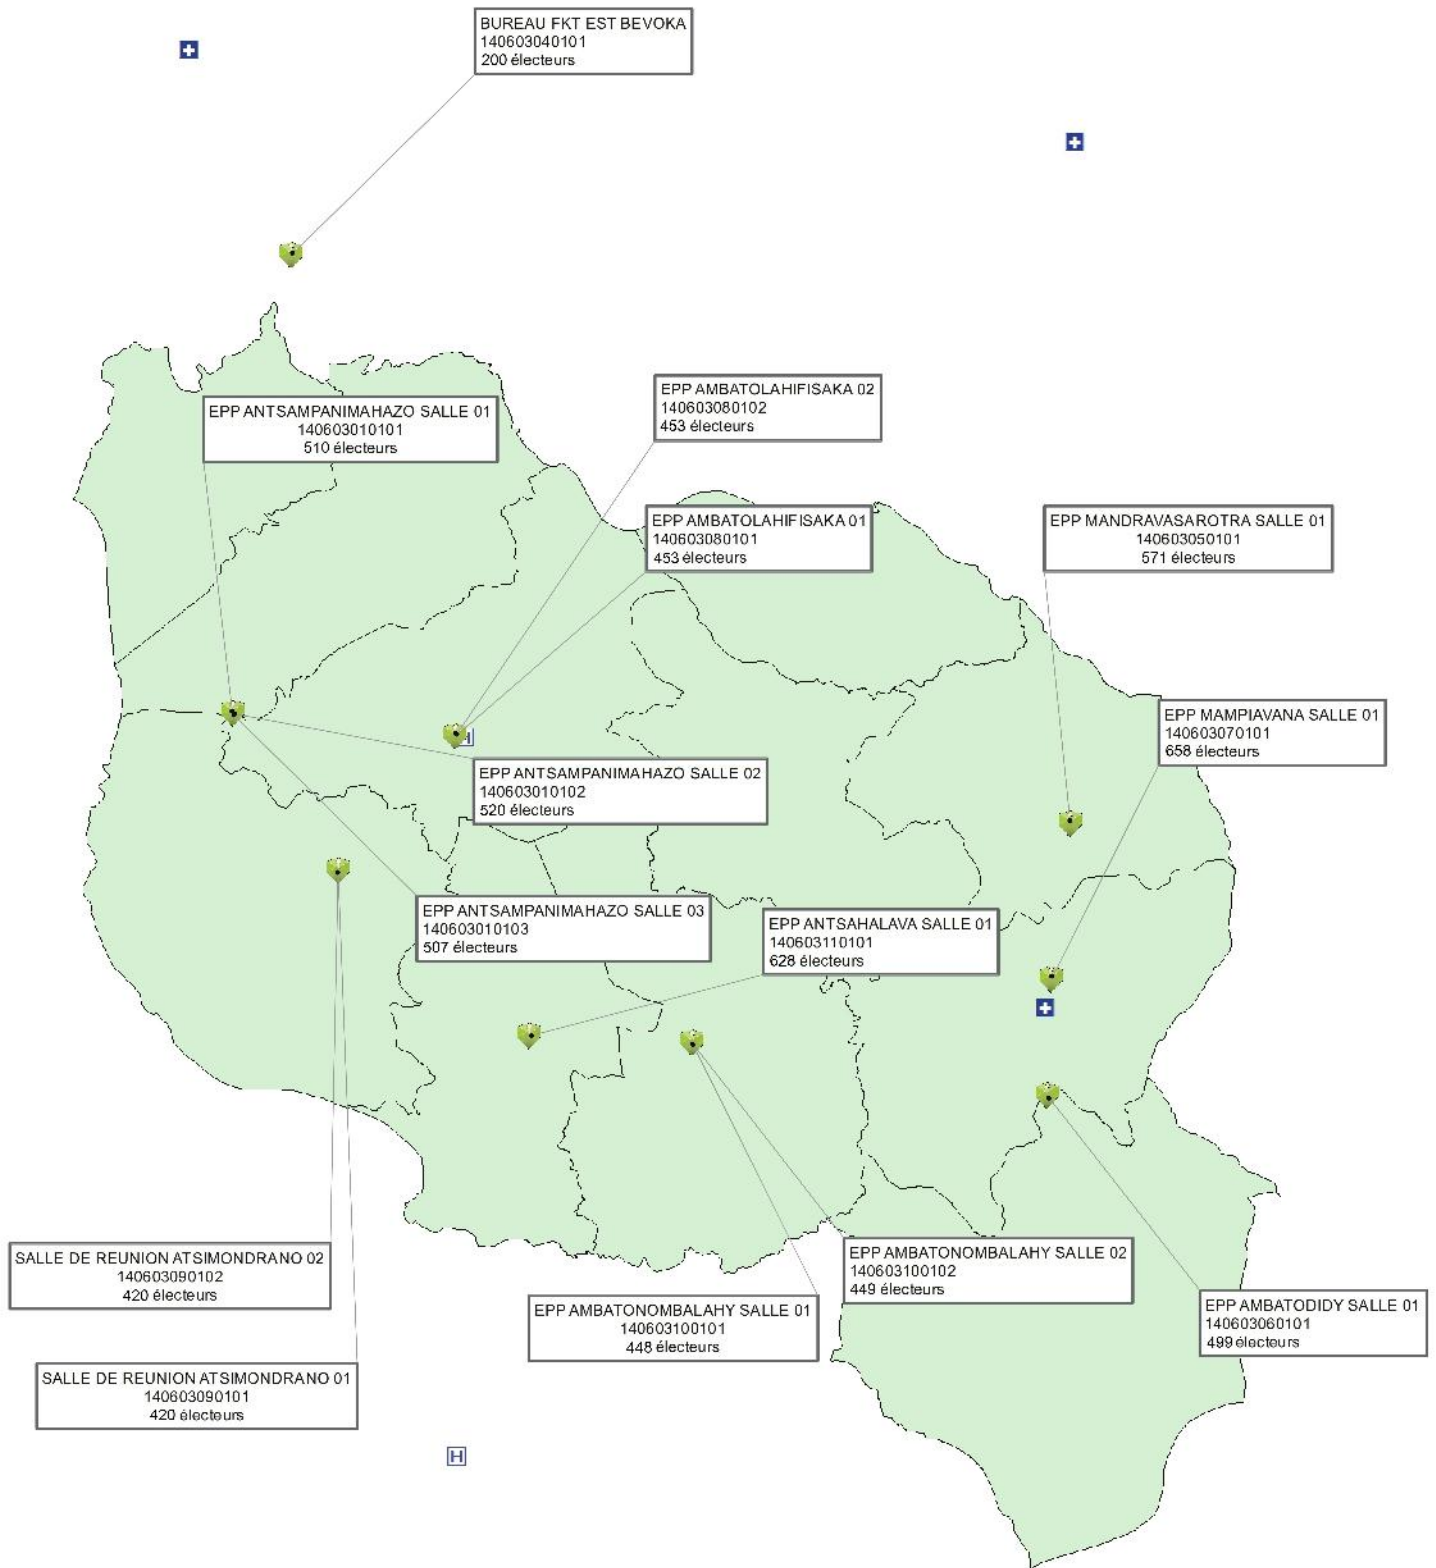 BUREAU FKT EST BEVOKA
140603040101
200 électeurs
EPP AMBATOLAHIFISAKA 02
140603080102
453 électeurs
EPP ANTSAMPANIMAHAZO SALLE 01
140603010101
510 électeurs
EPP AMBATOLAHIFISAKA 01
140603080101
453 électeurs
EPP MANDRAVASAROTRA SALLE 01
140603050101
571 électeurs
EPP MAMPIAVANA SALLE 01
140603070101
658 électeurs
H
EPP ANTSAMPANIMAHAZO SALLE 02
140603010102
520 électeurs
EPP ANTSAMPANIMAHAZO SALLE 03
140603010103
507 électeurs
EPP ANTSAHALAVA SALLE 01
140603110101
628 électeurs
SALLE DE REUNION ATSIMONDRANO 02
140603090102
420 électeurs
EPP AMBATONOMBALAHY SALLE 02
140603100102
449 électeurs
EPP AMBATONOMBALAHY SALLE 01
140603100101
448 électeurs
EPP AMBATODIDY SALLE 01
140603060101
499 électeurs
SALLE DE REUNION ATSIMONDRANO 01
140603090101
420 électeurs
H